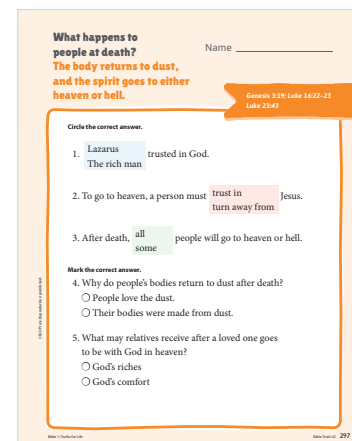 What happens to
people at death?
Name
The body returns to dust,
and the spirit goes to either
heaven or hell.
Genesis 3:19; Luke 16:22–23
Luke 23:43
Circle the correct answer.
1. Lazarus
The rich man
trusted in God.
2. To go to heaven, a person must
trust in
turn away from
Jesus.
3. After death,
all
some
people will go to heaven or hell.
Mark the correct answer.
4. Why do people's bodies return to dust after death?
People love the dust.
Their bodies were made from dust.
5. What may relatives receive after a loved one goes
to be with God in heaven?
God's riches
God's comfort
Bible 1: Truths for Life
Bible Truth 42 297